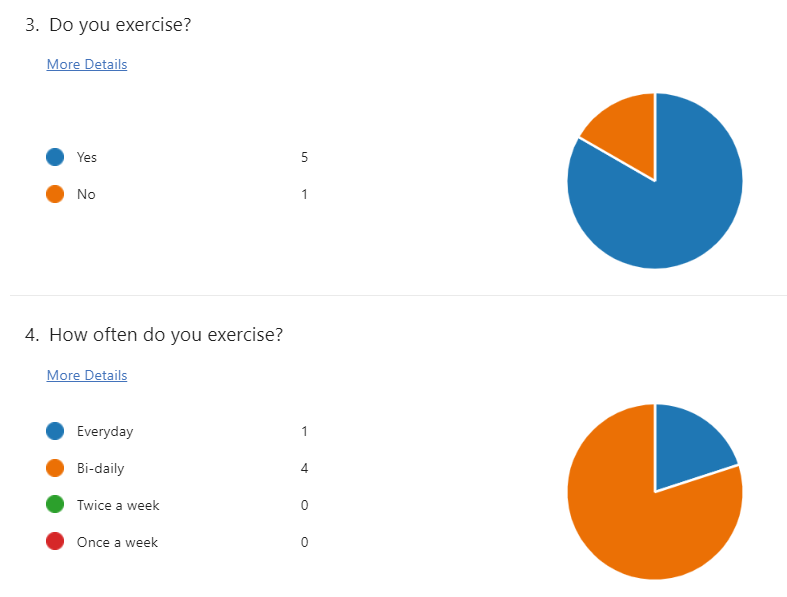 3. Do you exercise?
More Details
Yes 5
No 1
4. How often do you exercise?
More Details
Everyday 1
Bi-daily 4
Twice a week 0
Once a week 0